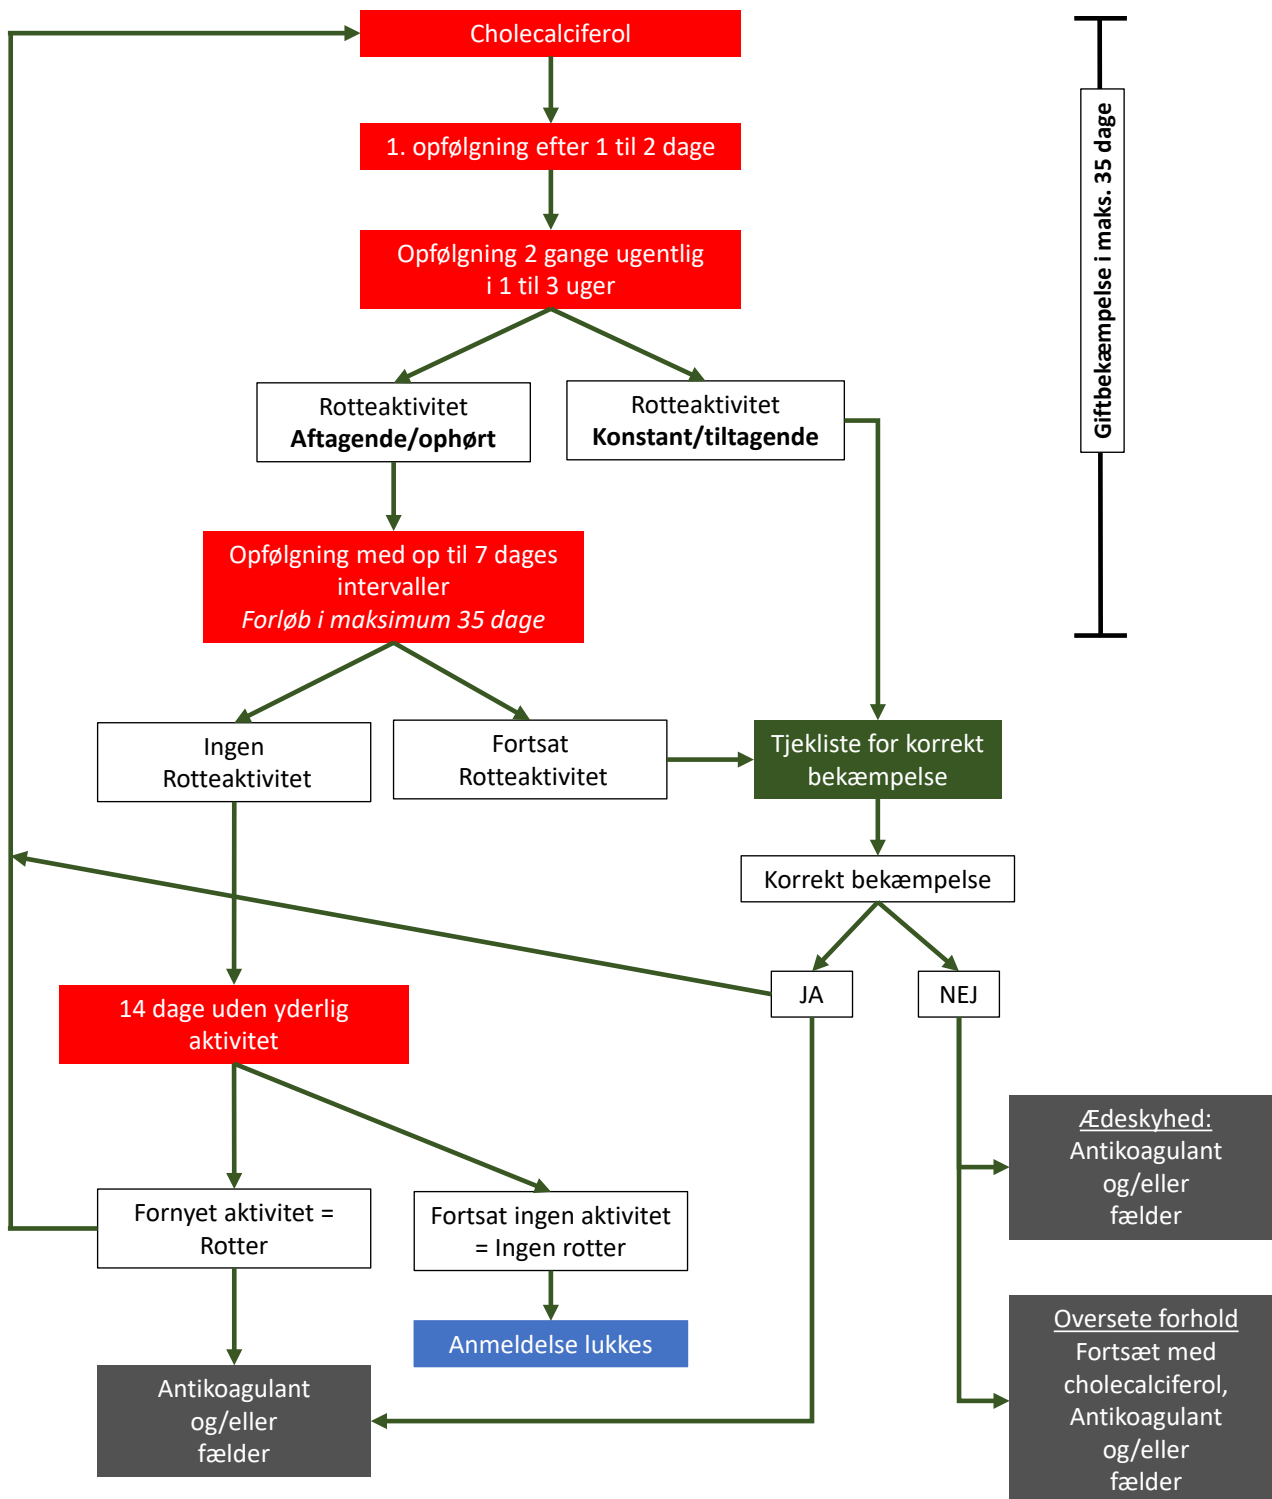 Cholecalciferol
1. opfølgning efter 1 til 2 dage
Opfølgning 2 gange ugentlig
i 1 til 3 uger
Giftbekæmpelse i maks. 35 dage
Rotteaktivitet
Aftagende/ophørt
Rotteaktivitet
Konstant/tiltagende
Opfølgning med op til 7 dages
intervaller
Forløb i maksimum 35 dage
Ingen
Rotteaktivitet
Fortsat
Rotteaktivitet
Tjekliste for korrekt
bekæmpelse
Korrekt bekæmpelse
JA
NEJ
14 dage uden yderlig
aktivitet
Fornyet aktivitet =
Rotter
Fortsat ingen aktivitet
= Ingen rotter
Ædeskyhed:
Antikoagulant
og/eller
fælder
Anmeldelse lukkes
Antikoagulant
og/eller
fælder
Oversete forhold
Fortsæt med
cholecalciferol,
Antikoagulant
og/eller
fælder